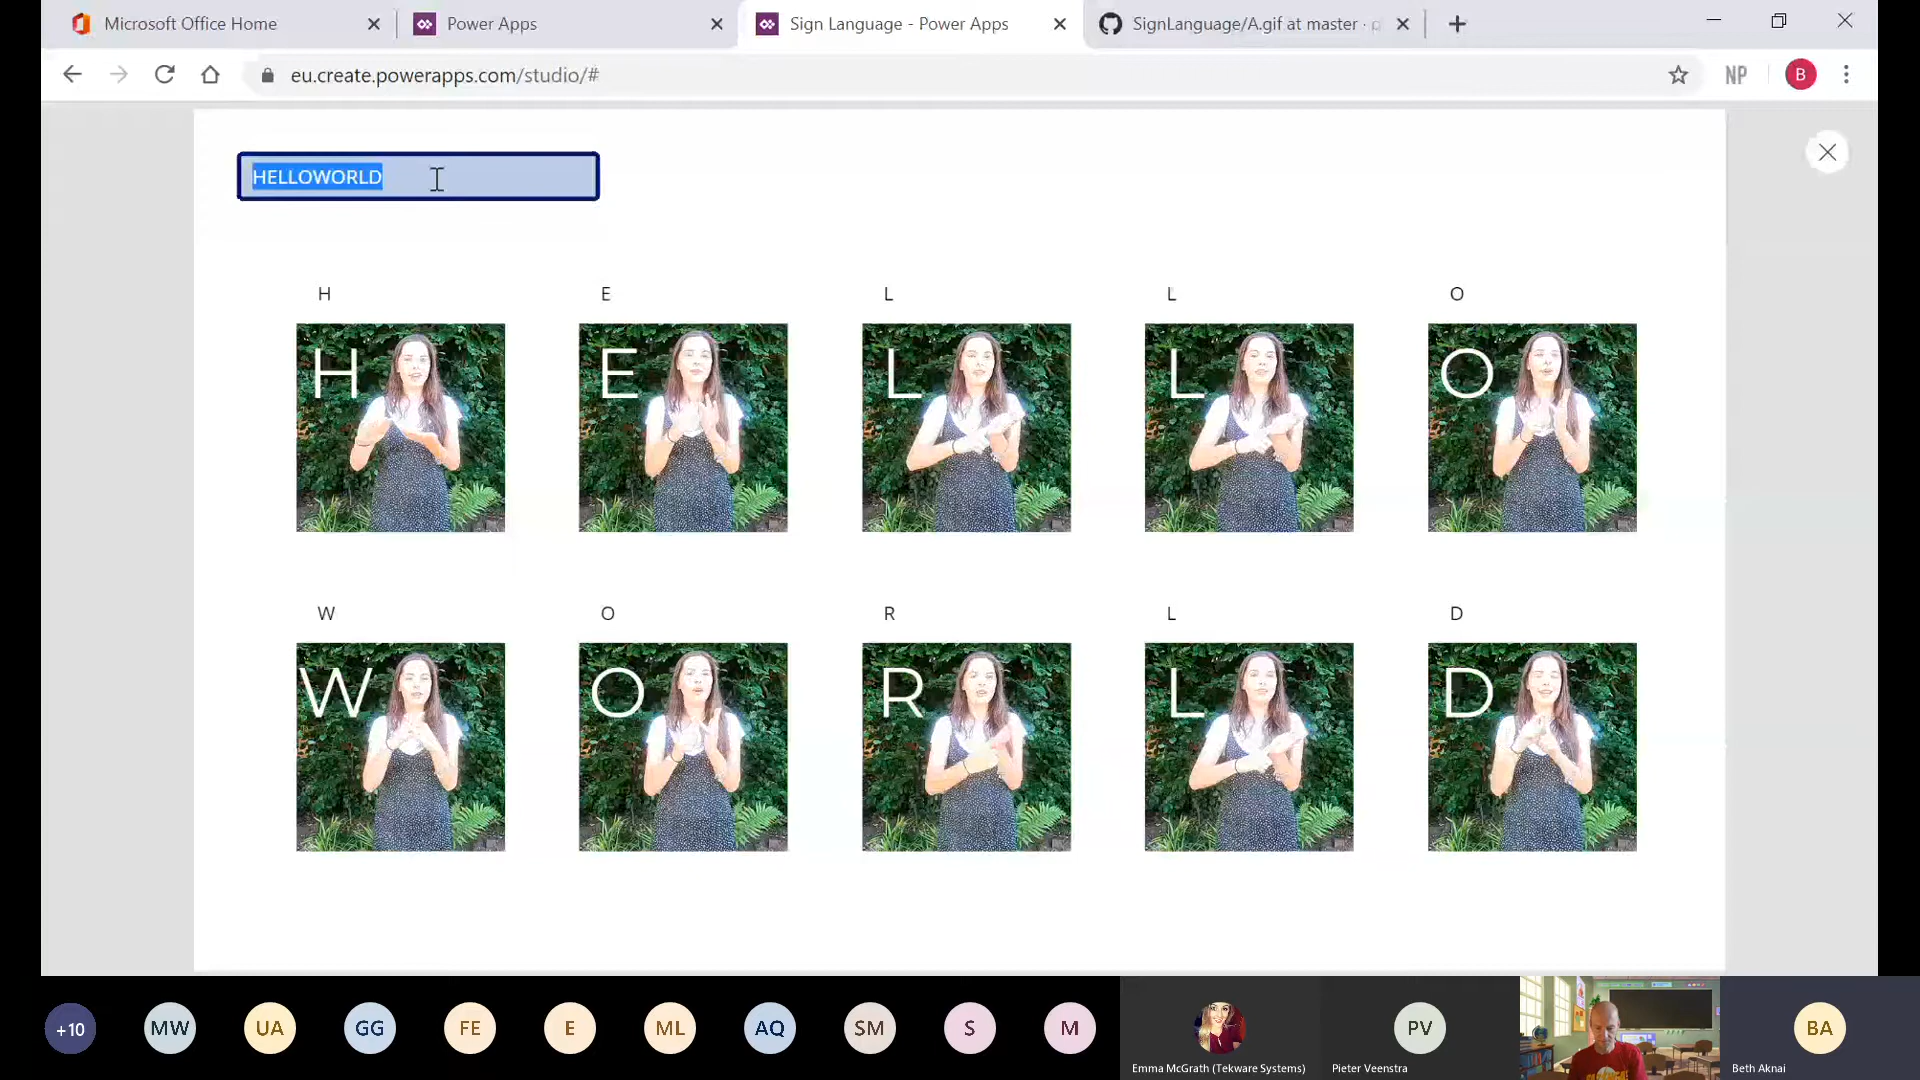 Microsoft Office Home
Power Apps
Sign Language - Power Apps
SignLanguage/A.gif at master · p
eu.create.powerapps.com/studio/#
NP
B
HELLOWORLD
H E L L O
H E L L O
W O R L D
W O R L D
+10 MW UA GG FE E ML AQ SM S M PV BA
Emma McGrath (Tekware Systems) Pieter Veenstra Beth Aknai